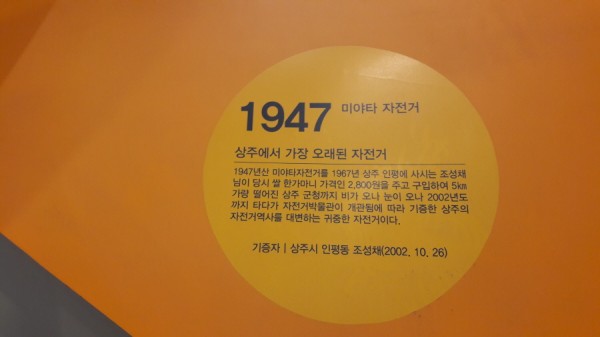 1947 미야타 자전거
상주에서 가장 오래된 자전거
1947년산 미야타자전거를 1967년 상주 인평에 사시는 조성채
님이 당시 쌀 한가마니 가격인 2,800원을 주고 구입하여 5km
가량 떨어진 상주 군청까지 비가 오나 눈이 오나 2002년도
까지 타다가 자전거박물관이 개관됨에 따라 기증한 상주의
자전거역사를 대변하는 귀중한 자전거이다.
기증자 | 상주시 인평동 조성채(2002. 10. 26)